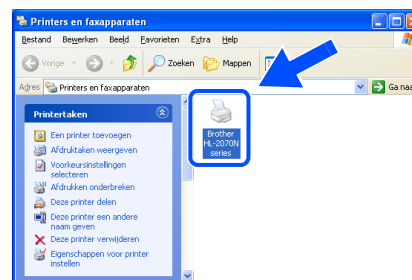 Printers en faxapparaten
Bestand Bewerken Beeld Favorieten Extra Help
Vorige Zoeken Mappen
Adres Printers en faxapparaten Ga naa
Printertaken
Een printer toevoegen
Afdruktaken weergeven
Voorkeursinstellingen
selecteren
Afdrukken onderbreken
Deze printer delen
Deze printer een andere
naam geven
Deze printer verwijderen
Eigenschappen voor printer
instellen
Brother
HL-2070N
series